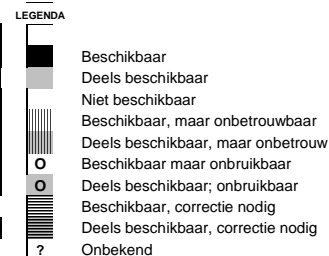 LEGENDA
Beschikbaar
Deels beschikbaar
Niet beschikbaar
Beschikbaar, maar onbetrouwbaar
Deels beschikbaar, maar onbetrouw
O Beschikbaar maar onbruikbaar
O Deels beschikbaar; onbruikbaar
Beschikbaar, correctie nodig
Deels beschikbaar, correctie nodig
? Onbekend